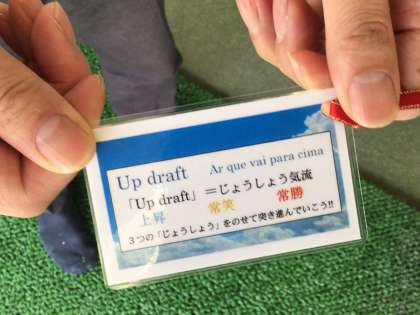 Up draft Ar que vai para cima
「Up draft」=じょうしょう気流
上昇 常笑 常勝
3つの「じょうしょう」をのせて突き進んでいこう!!